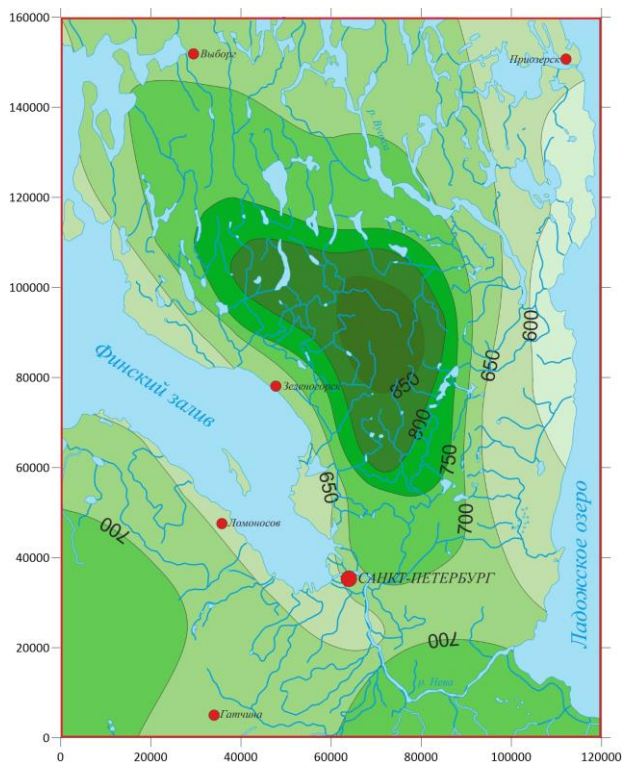 160000
Выборг
Приозерск
140000
р. Вуокса
120000
100000
600
650
80000
Финский залив
Зеленогорск
850
800
750
60000
650
700
700
Ломоносов
Ладожское озеро
40000
САНКТ-ПЕТЕРБУРГ
20000
700
р. Нева
Гатчина
0
0 20000 40000 60000 80000 100000 120000